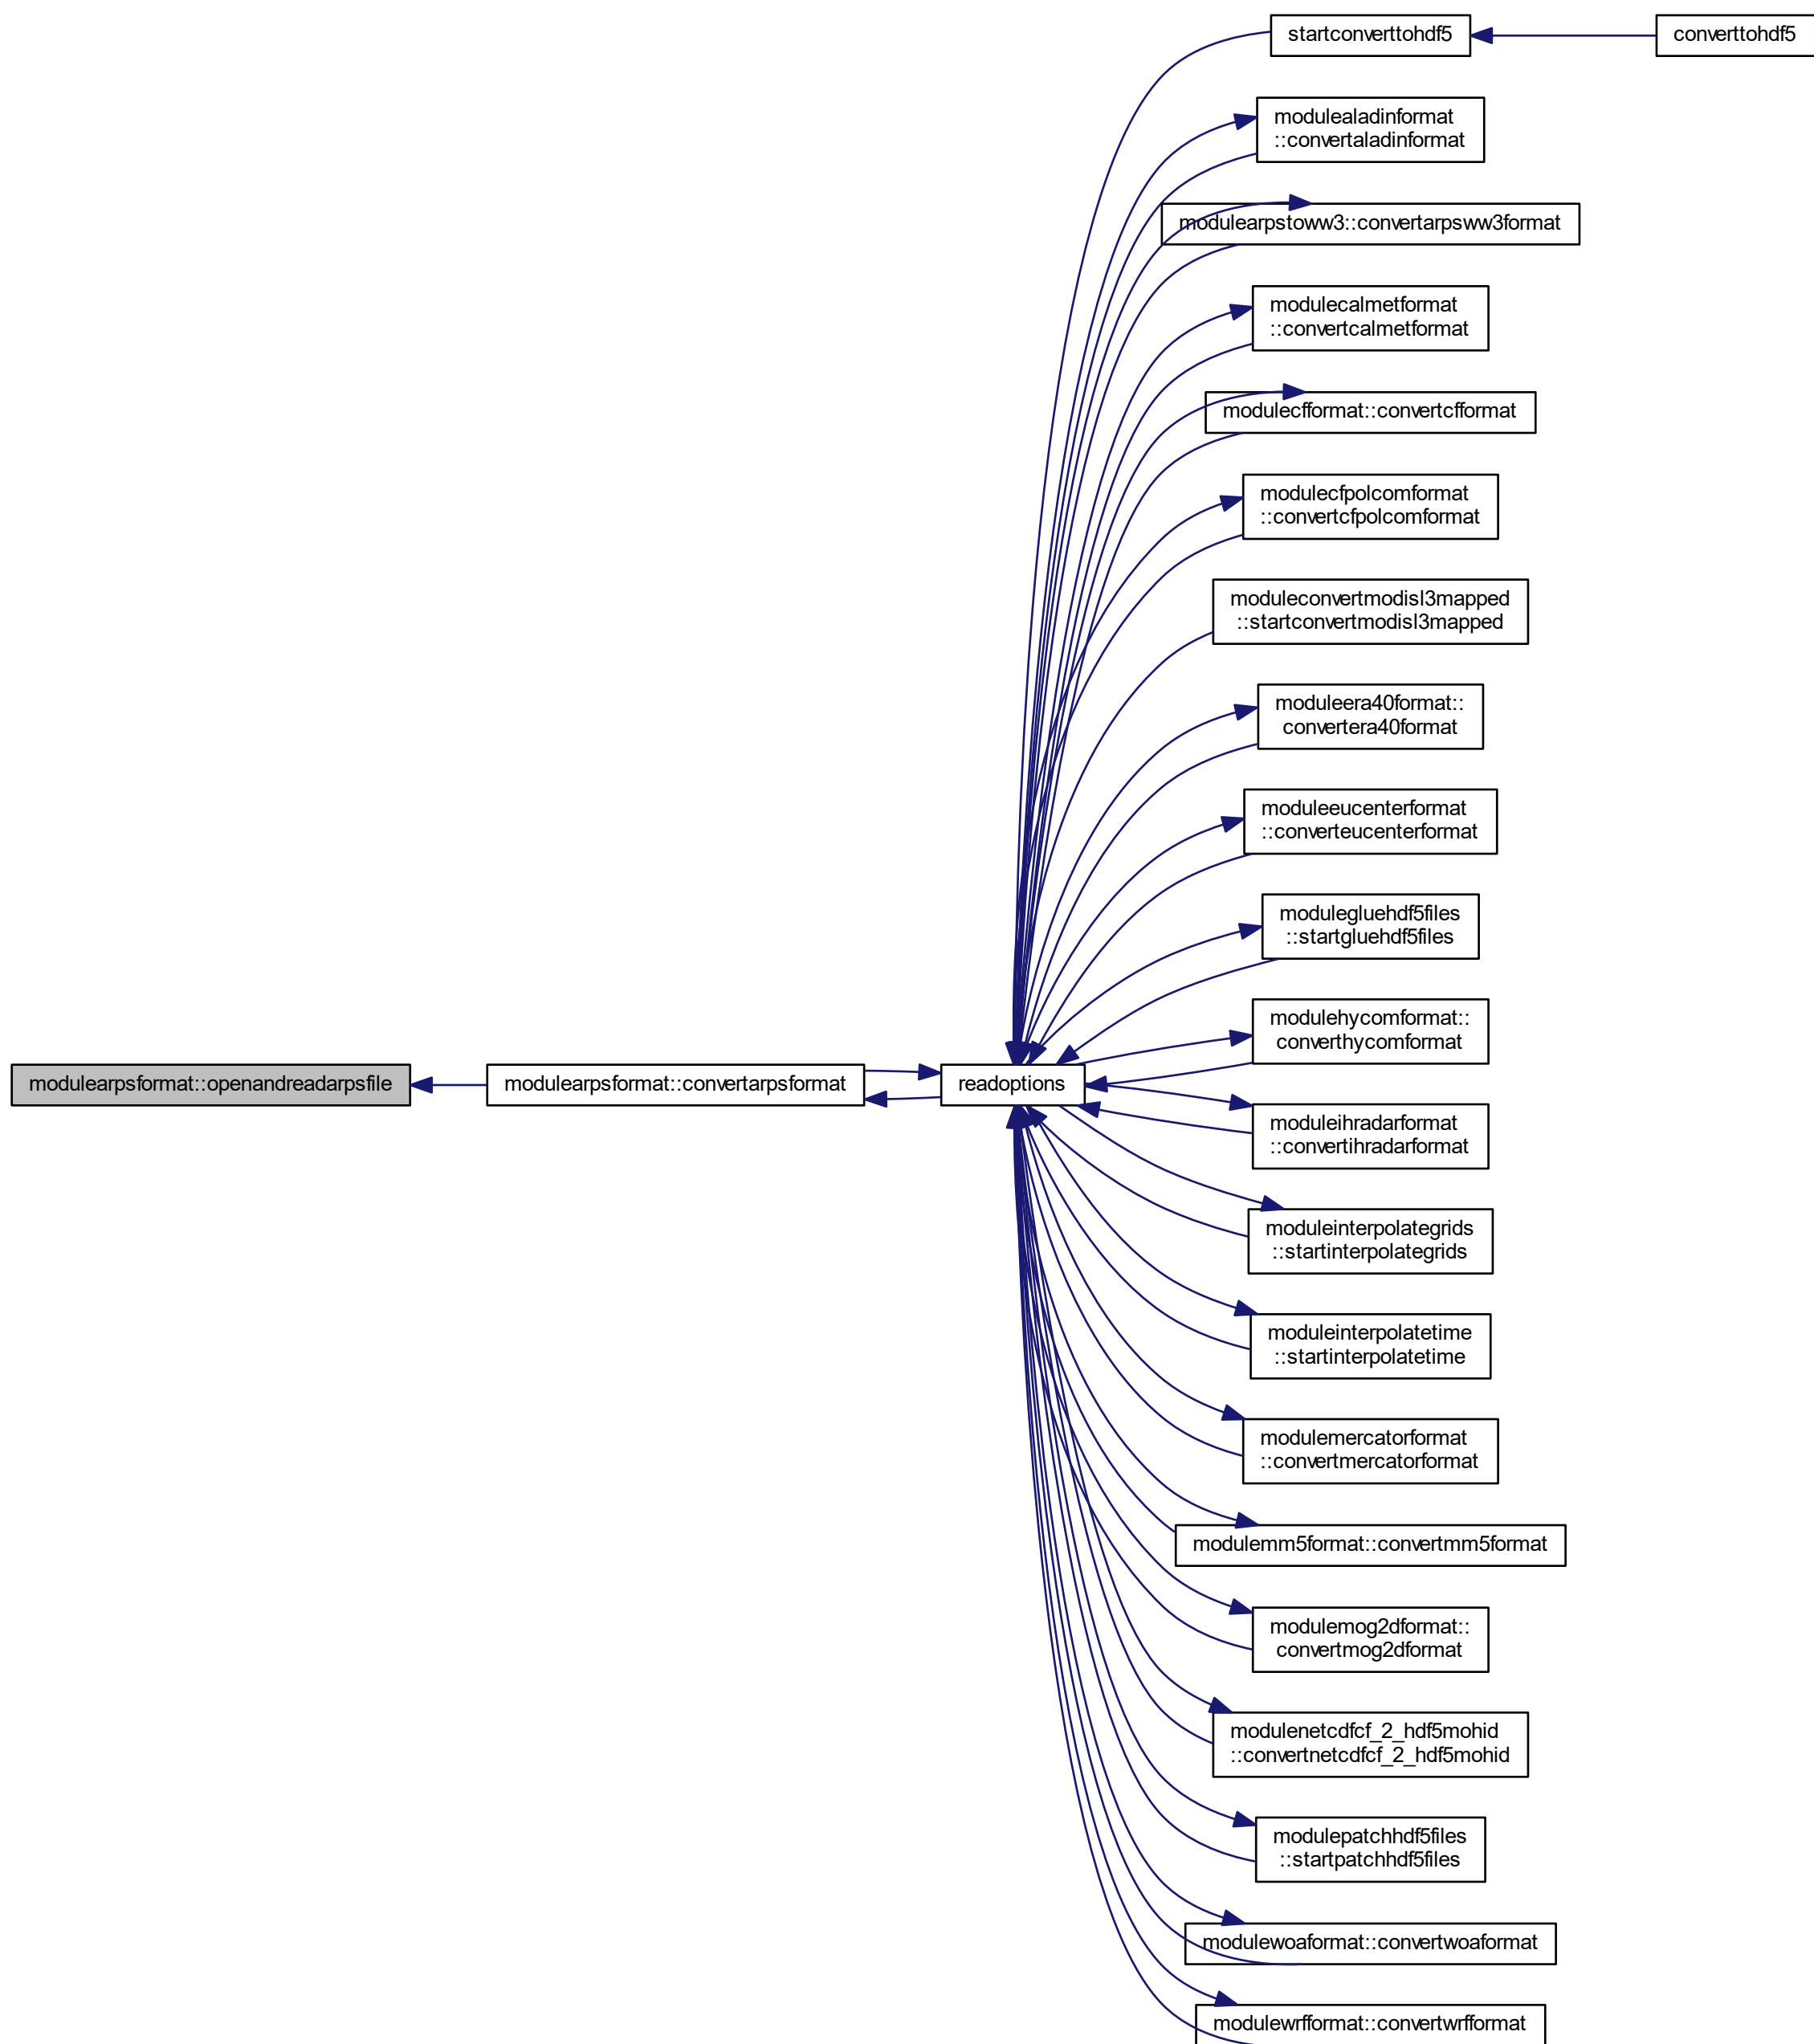 startconverttohdf5
converttohdf5
modulealadinformat
::convertaladinformat
modulearpstoww3::convertarpsww3format
modulecalmetformat
::convertcalmetformat
modulecfformat::convertcfformat
modulecfpolcomformat
::convertcfpolcomformat
moduleconvertmodisl3mapped
::startconvertmodisl3mapped
moduleera40format::
convertera40format
moduleeucenterformat
::converteucenterformat
modulegluehdf5files
::startgluehdf5files
modulehycomformat::
converthycomformat
modulearpsformat::openandreadarpsfile
modulearpsformat::convertarpsformat
readoptions
moduleihradarformat
::convertihradarformat
moduleinterpolategrids
::startinterpolategrids
moduleinterpolatetime
::startinterpolatetime
modulemercatorformat
::convertmercatorformat
modulemm5format::convertmm5format
modulemog2dformat::
convertmog2dformat
modulenetcdfcf_2_hdf5mohid
::convertnetcdfcf_2_hdf5mohid
modulepatchhdf5files
::startpatchhdf5files
modulewoaformat::convertwoaformat
modulewrfformat::convertwrfformat